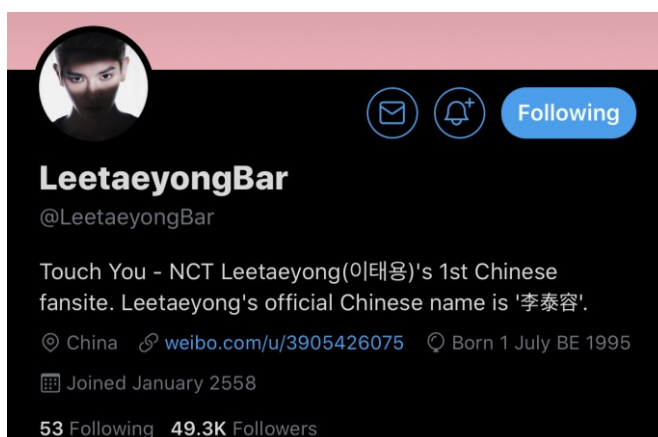 Following
LeetaeyongBar
@LeetaeyongBar
Touch You - NCT Leetaeyong(이태용)'s 1st Chinese
fansite. Leetaeyong's official Chinese name is '李泰容'.
China weibo.com/u/3905426075 Born 1 July BE 1995
Joined January 2558
53 Following 49.3K Followers